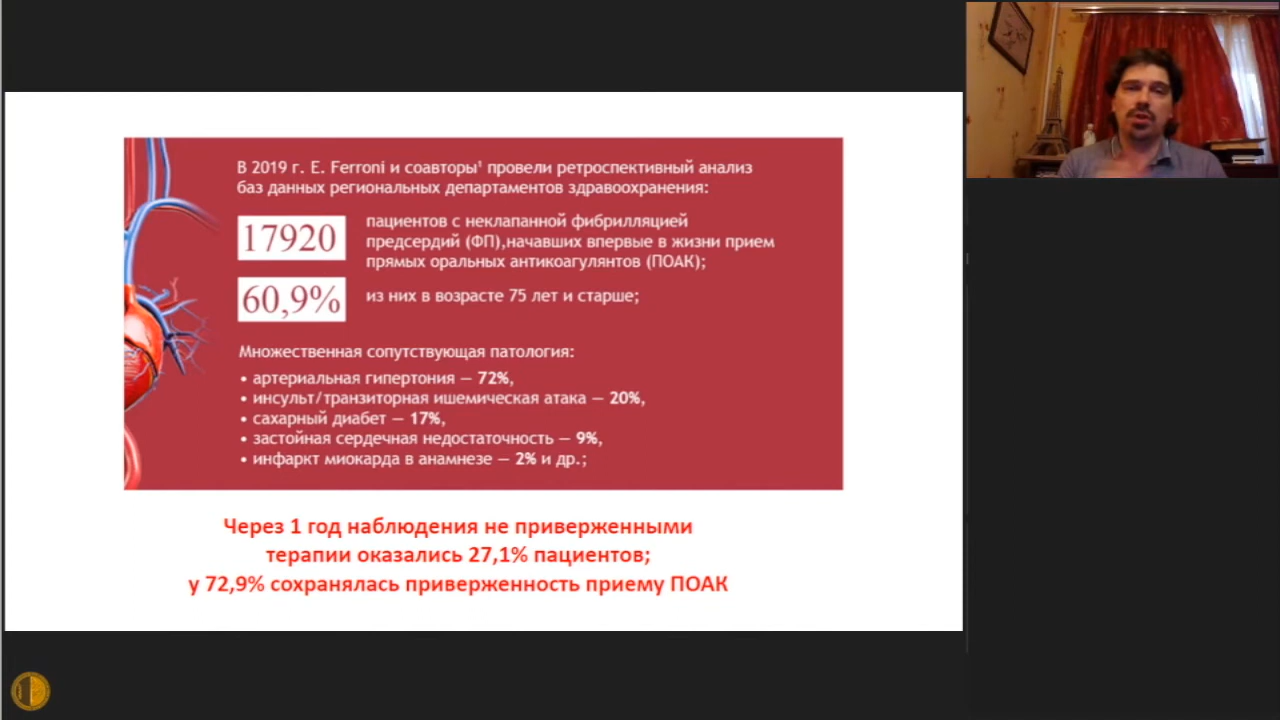 В 2019 г. Е. Ferroni и соавторы¹ провели ретроспективный анализ
баз данных региональных департаментов здравоохранения:
17920
пациентов с неклапанной фибрилляцией
предсердий (ФП),начавших впервые в жизни прием
прямых оральных антикоагулянтов (ПОАК);
60,9%
из них в возрасте 75 лет и старше;
Множественная сопутствующая патология:
• артериальная гипертония — 72%,
• инсульт/транзиторная ишемическая атака — 20%,
• сахарный диабет — 17%,
• застойная сердечная недостаточность — 9%,
• инфаркт миокарда в анамнезе — 2% и др.;
Через 1 год наблюдения не приверженными
терапии оказались 27,1% пациентов;
у 72,9% сохранялась приверженность приему ПОАК